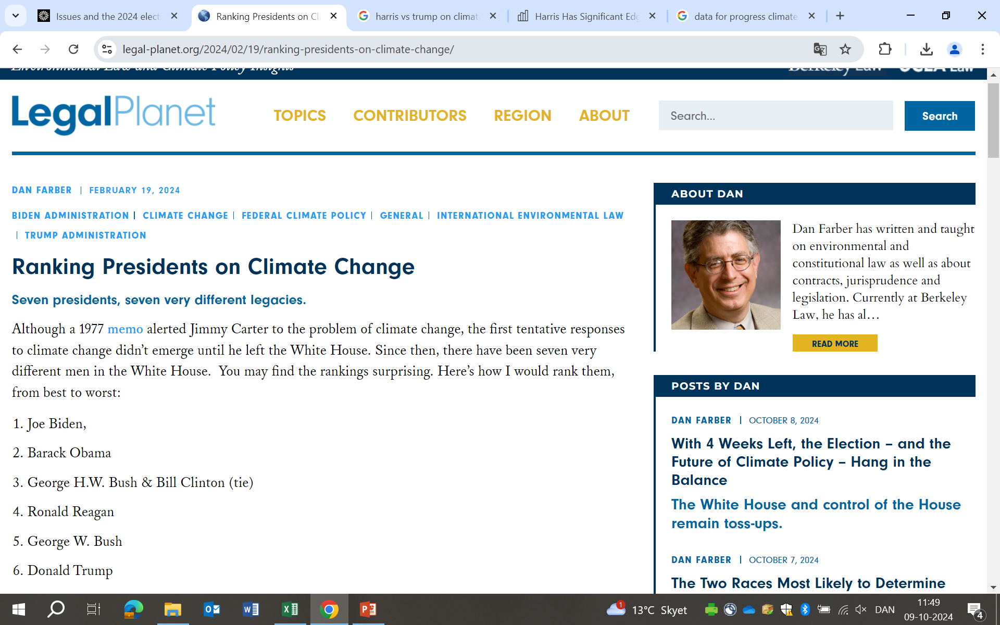 Issues and the 2024 elect
Ranking Presidents on Cl
harris vs trump on climat
Harris Has Significant Edg
data for progress climate
legal-planet.org/2024/02/19/ranking-presidents-on-climate-change/
Environmental Law and Climate Policy Insights
Berkeley Law UCLA Law
LegalPlanet
TOPICS CONTRIBUTORS REGION ABOUT
Search...
Search
DAN FARBER | FEBRUARY 19, 2024
BIDEN ADMINISTRATION | CLIMATE CHANGE | FEDERAL CLIMATE POLICY | GENERAL | INTERNATIONAL ENVIRONMENTAL LAW
| TRUMP ADMINISTRATION
Ranking Presidents on Climate Change
Seven presidents, seven very different legacies.
Although a 1977 memo alerted Jimmy Carter to the problem of climate change, the first tentative responses
to climate change didn’t emerge until he left the White House. Since then, there have been seven very
different men in the White House.  You may find the rankings surprising. Here’s how I would rank them,
from best to worst:
1. Joe Biden,
2. Barack Obama
3. George H.W. Bush & Bill Clinton (tie)
4. Ronald Reagan
5. George W. Bush
6. Donald Trump
ABOUT DAN
Dan Farber has written and taught
on environmental and
constitutional law as well as about
contracts, jurisprudence and
legislation. Currently at Berkeley
Law, he has al…
READ MORE
POSTS BY DAN
DAN FARBER | OCTOBER 8, 2024
With 4 Weeks Left, the Election – and the
Future of Climate Policy – Hang in the
Balance
The White House and control of the House
remain toss-ups.
DAN FARBER | OCTOBER 7, 2024
The Two Races Most Likely to Determine
1
13°C Skyet
DAN
11:49
09-10-2024
4